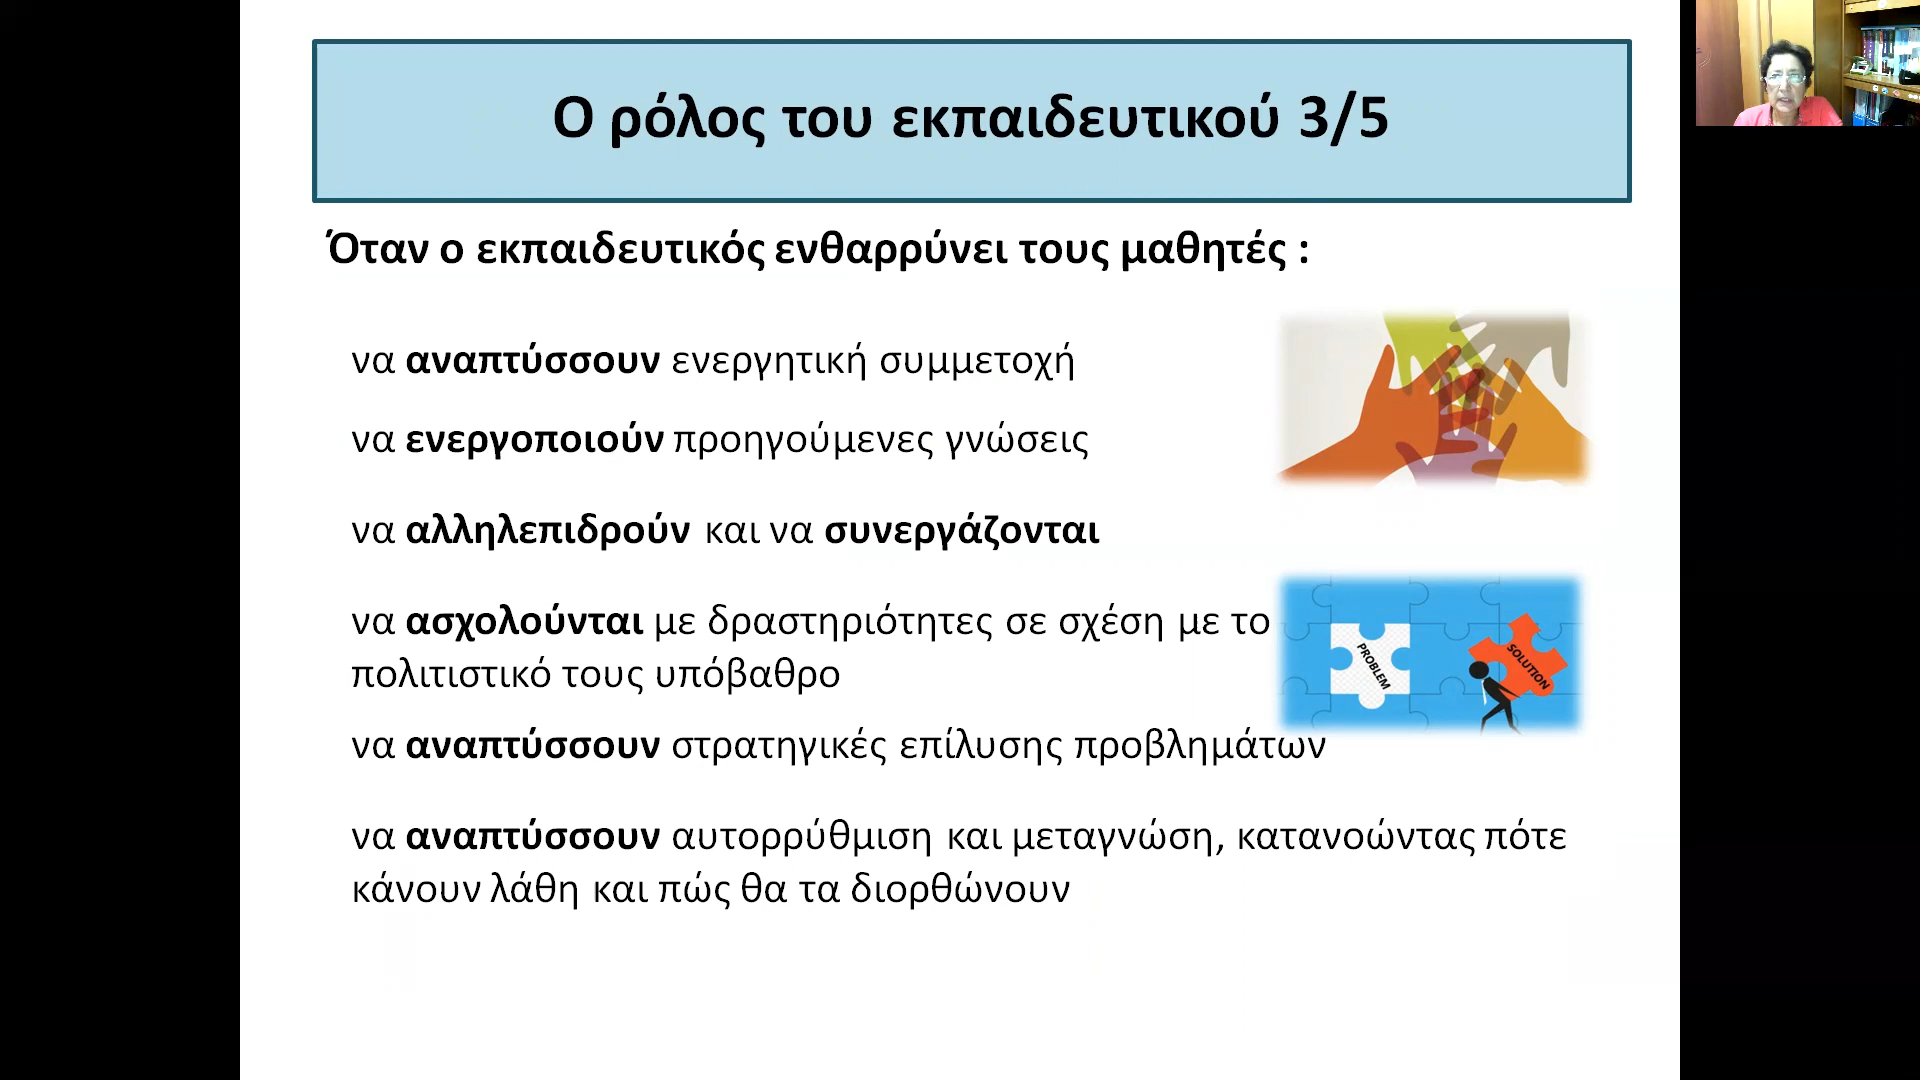 Ο ρόλος του εκπαιδευτικού 3/5
Όταν ο εκπαιδευτικός ενθαρρύνει τους μαθητές :
να αναπτύσσουν ενεργητική συμμετοχή
να ενεργοποιούν προηγούμενες γνώσεις
να αλληλεπιδρούν και να συνεργάζονται
να ασχολούνται με δραστηριότητες σε σχέση με το
πολιτιστικό τους υπόβαθρο
PROBLEM
SOLUTION
να αναπτύσσουν στρατηγικές επίλυσης προβλημάτων
να αναπτύσσουν αυτορρύθμιση και μεταγνώση, κατανοώντας πότε
κάνουν λάθη και πώς θα τα διορθώνουν